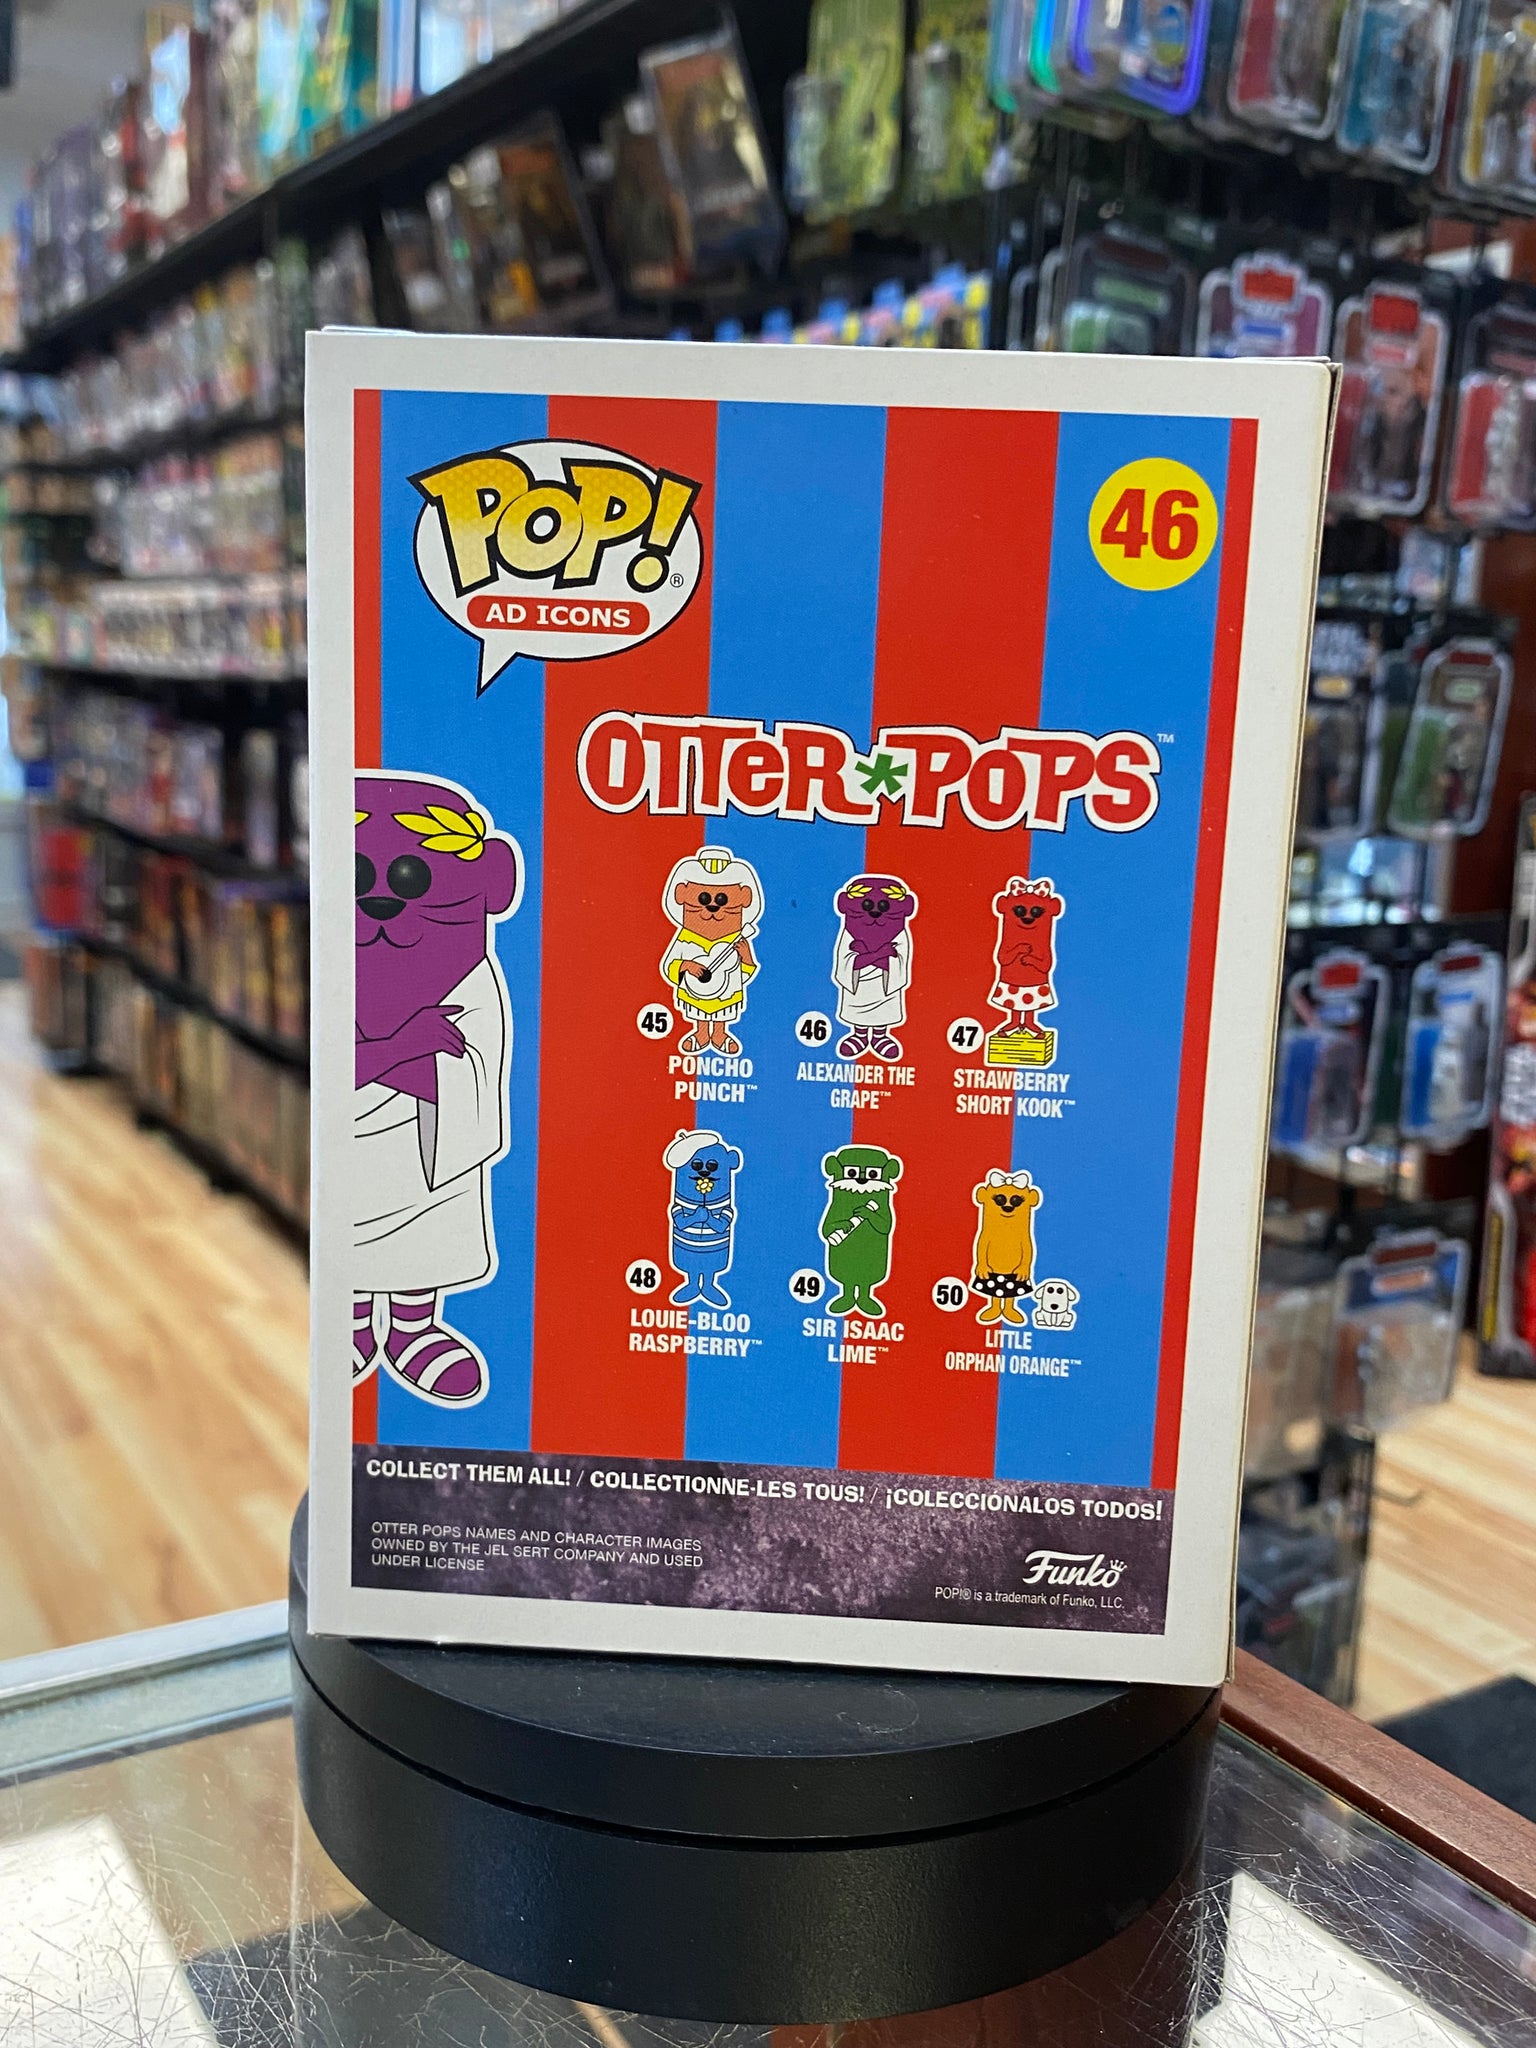 POP!®
AD ICONS
46
OTTER*POPS™
45
PONCHO
PUNCH™
46
ALEXANDER THE
GRAPE™
47
STRAWBERRY
SHORT KOOK™
48
LOUIE-BLOO
RASPBERRY™
49
SIR ISAAC
LIME™
50
LITTLE
ORPHAN ORANGE™
COLLECT THEM ALL! / COLLECTIONNE-LES TOUS! / ¡COLECCIÓNALOS TODOS!
OTTER POPS NAMES AND CHARACTER IMAGES
OWNED BY THE JEL SERT COMPANY AND USED
UNDER LICENSE
Funko
POP!® is a trademark of Funko, LLC.